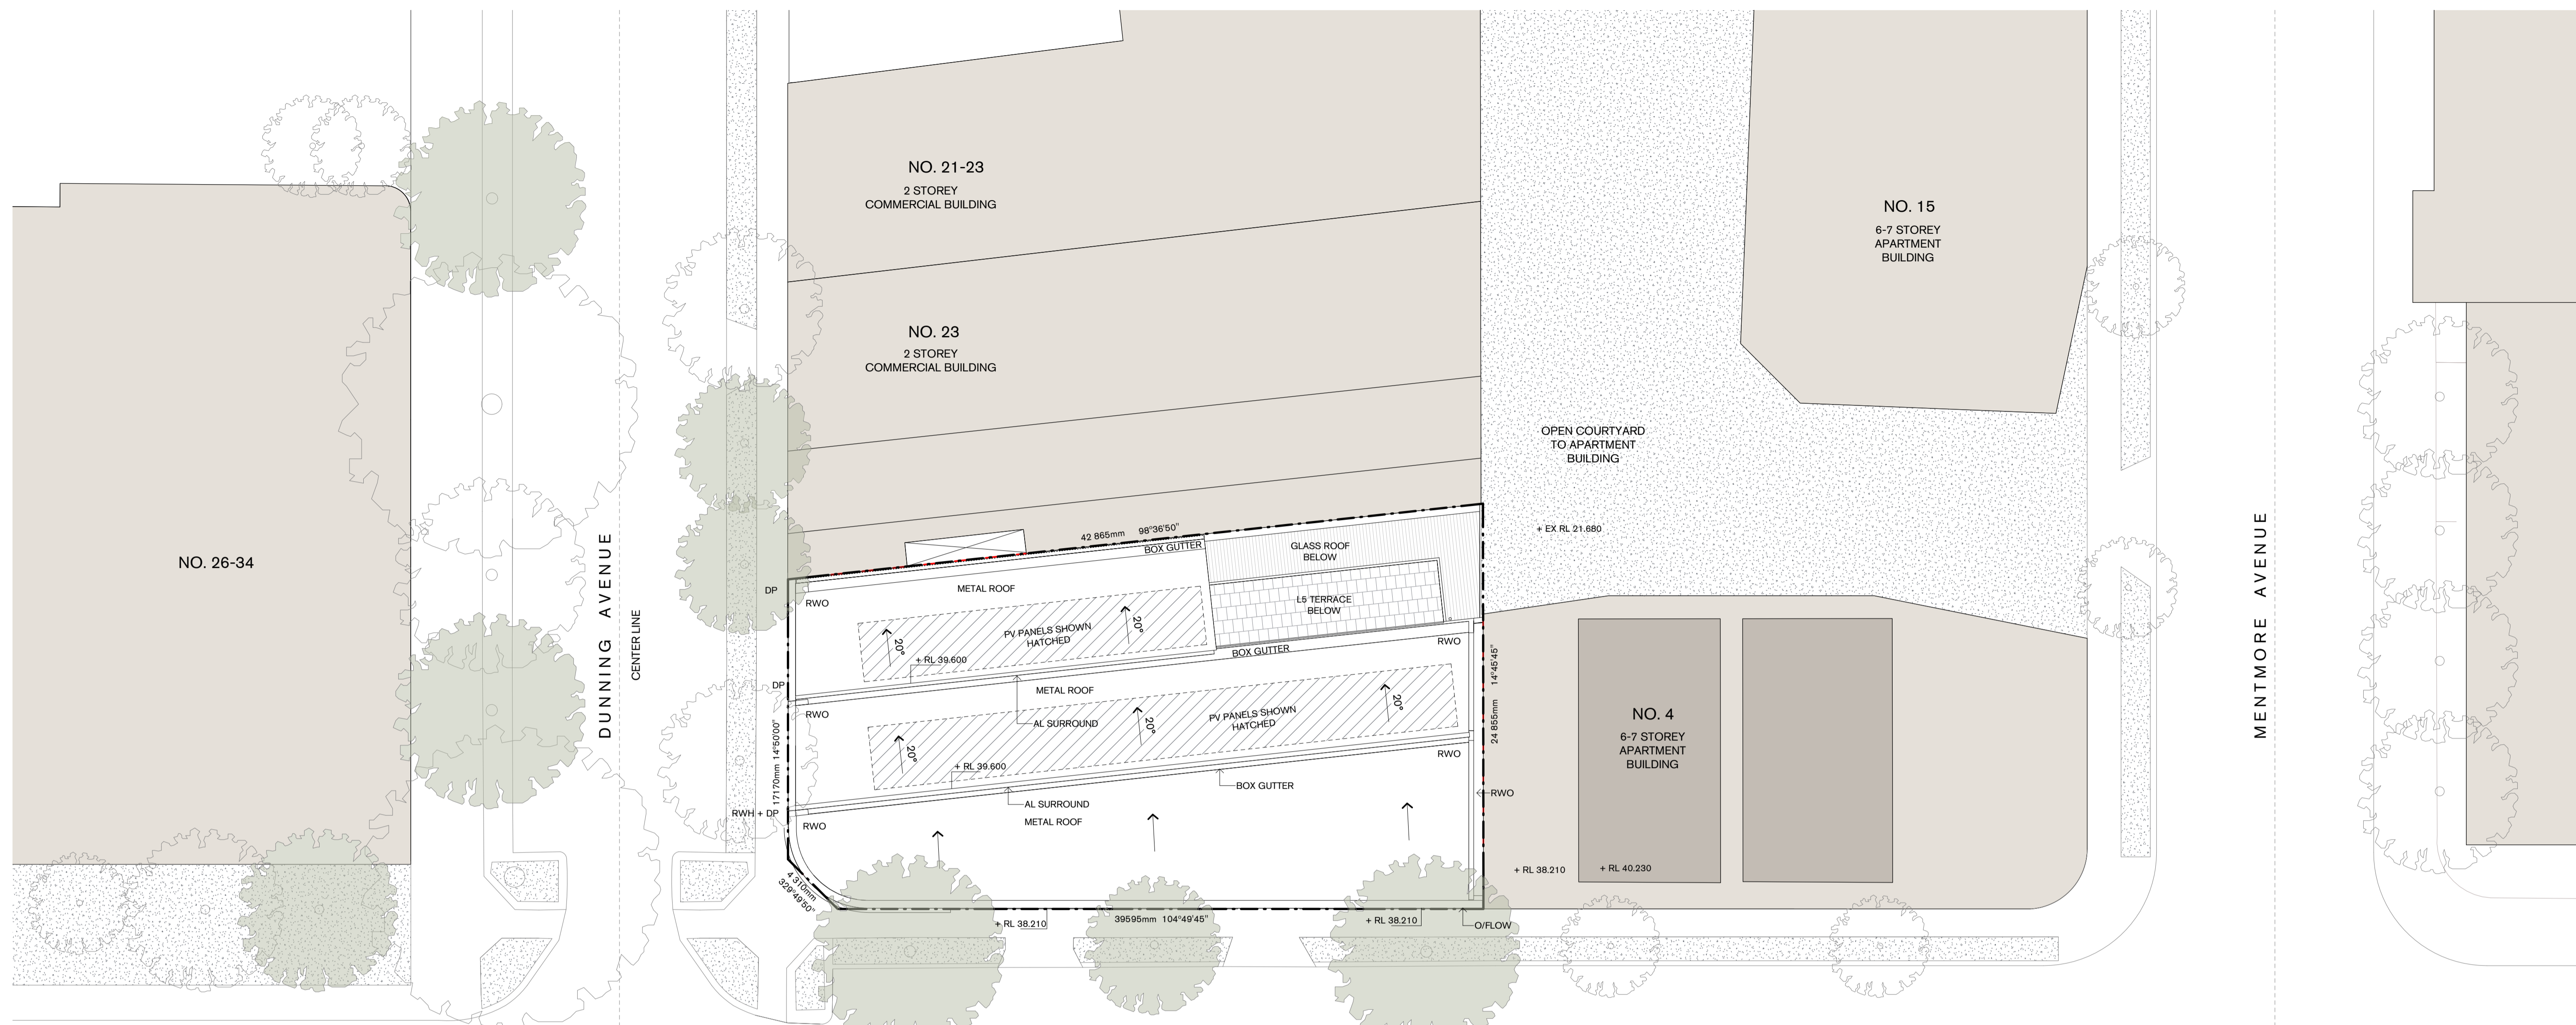 NO. 21-23
2 STOREY
COMMERCIAL BUILDING
NO. 15
6-7 STOREY
APARTMENT
BUILDING
NO. 23
2 STOREY
COMMERCIAL BUILDING
OPEN COURTYARD
TO APARTMENT
BUILDING
NO. 26-34
DUNNING AVENUE
CENTER LINE
MENTMORE AVENUE
42 865mm 98°36'50"
+ EX RL 21.680
BOX GUTTER
GLASS ROOF
BELOW
DP
RWO
METAL ROOF
L5 TERRACE
BELOW
PV PANELS SHOWN
HATCHED
20°
20°
RWO
BOX GUTTER
+ RL 39.600
DP
METAL ROOF
RWO
AL SURROUND
PV PANELS SHOWN
HATCHED
20°
20°
20°
24 855mm 14°45'45"
NO. 4
6-7 STOREY
APARTMENT
BUILDING
17170mm 14°50'00"
RWO
+ RL 39.600
BOX GUTTER
RWO
AL SURROUND
RWH + DP
METAL ROOF
RWO
4 310mm
329°49'50"
+ RL 38.210
+ RL 40.230
+ RL 38.210
39595mm 104°49'45"
+ RL 38.210
O/FLOW